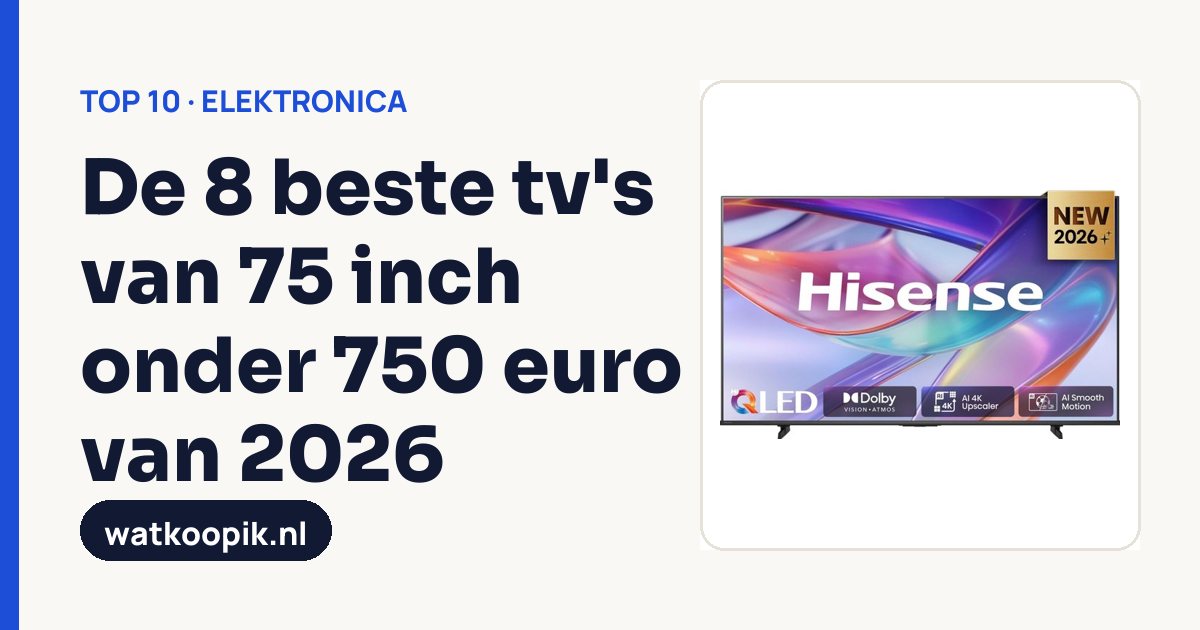 TOP 10 · ELEKTRONICA
De 8 beste tv's
van 75 inch
onder 750 euro
van 2026
watkoopik.nl
NEW
2026
Hisense
QLED
Dolby
VISION·ATMOS
AI 4K
Upscaler
AI Smooth
Motion